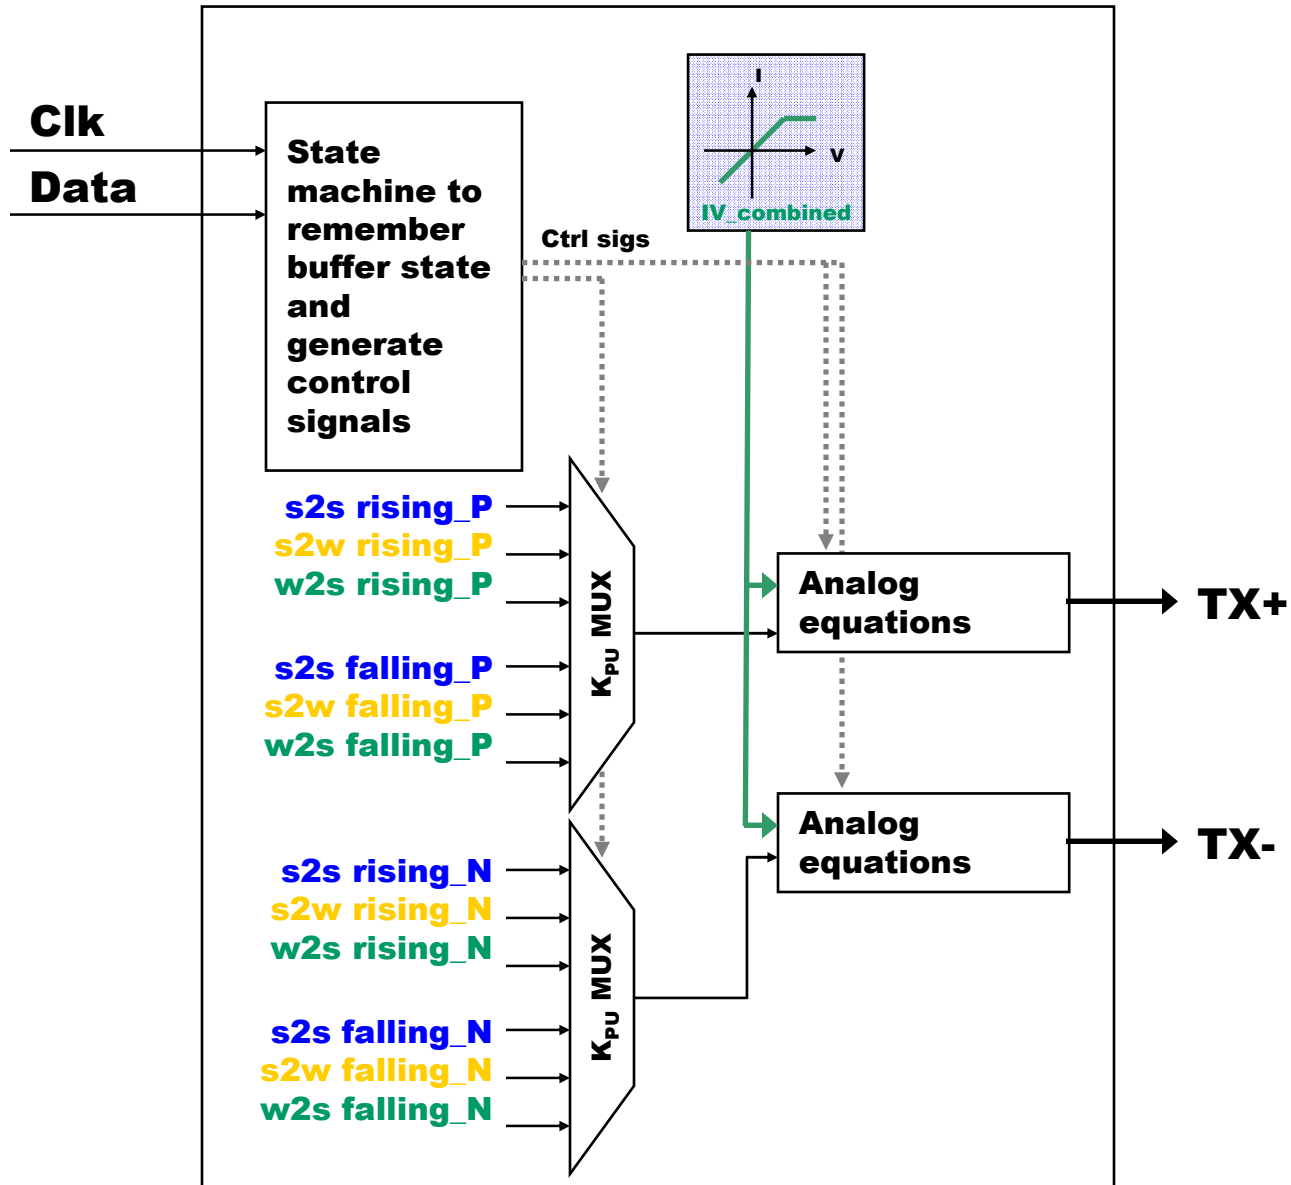 Clk
Data
State
machine to
remember
buffer state
and
generate
control
signals
I
V
IV_combined
Ctrl sigs
s2s rising_P
s2w rising_P
w2s rising_P
s2s falling_P
s2w falling_P
w2s falling_P
KPU MUX
Analog
equations
TX+
s2s rising_N
s2w rising_N
w2s rising_N
s2s falling_N
s2w falling_N
w2s falling_N
KPU MUX
Analog
equations
TX-